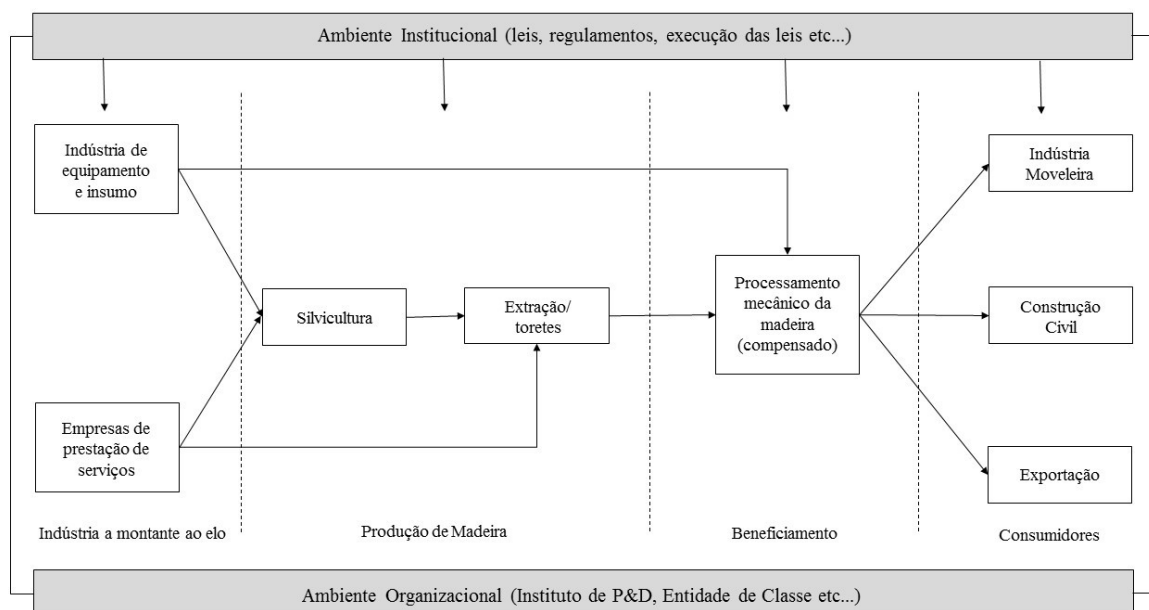 Ambiente Institucional (leis, regulamentos, execução das leis etc...)
Indústria de
equipamento
e insumo
Indústria
Moveleira
Silvicultura
Extração/
toretes
Processamento
mecânico da
madeira
(compensado)
Construção
Civil
Empresas de
prestação de
serviços
Exportação
Indústria a montante ao elo
Produção de Madeira
Beneficiamento
Consumidores
Ambiente Organizacional (Instituto de P&D, Entidade de Classe etc...)